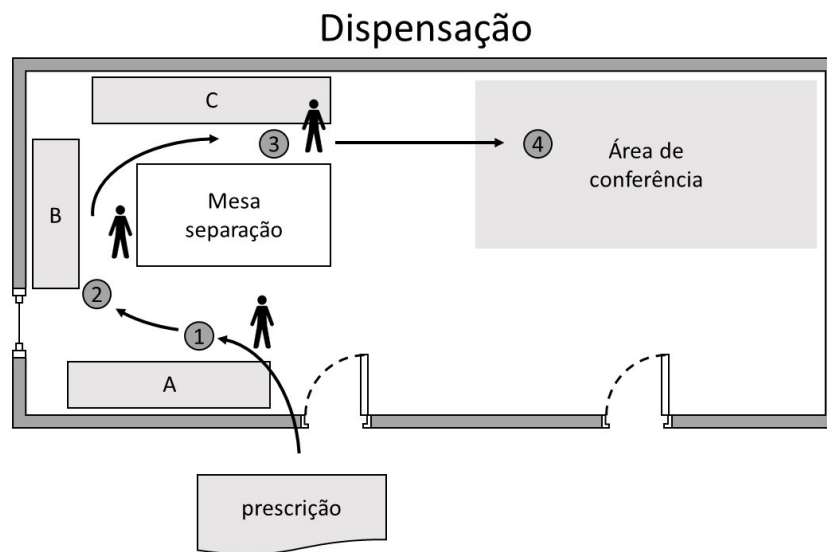 Dispensação
C
3
4
Área de
conferência
B
Mesa
separação
2
1
A
prescrição